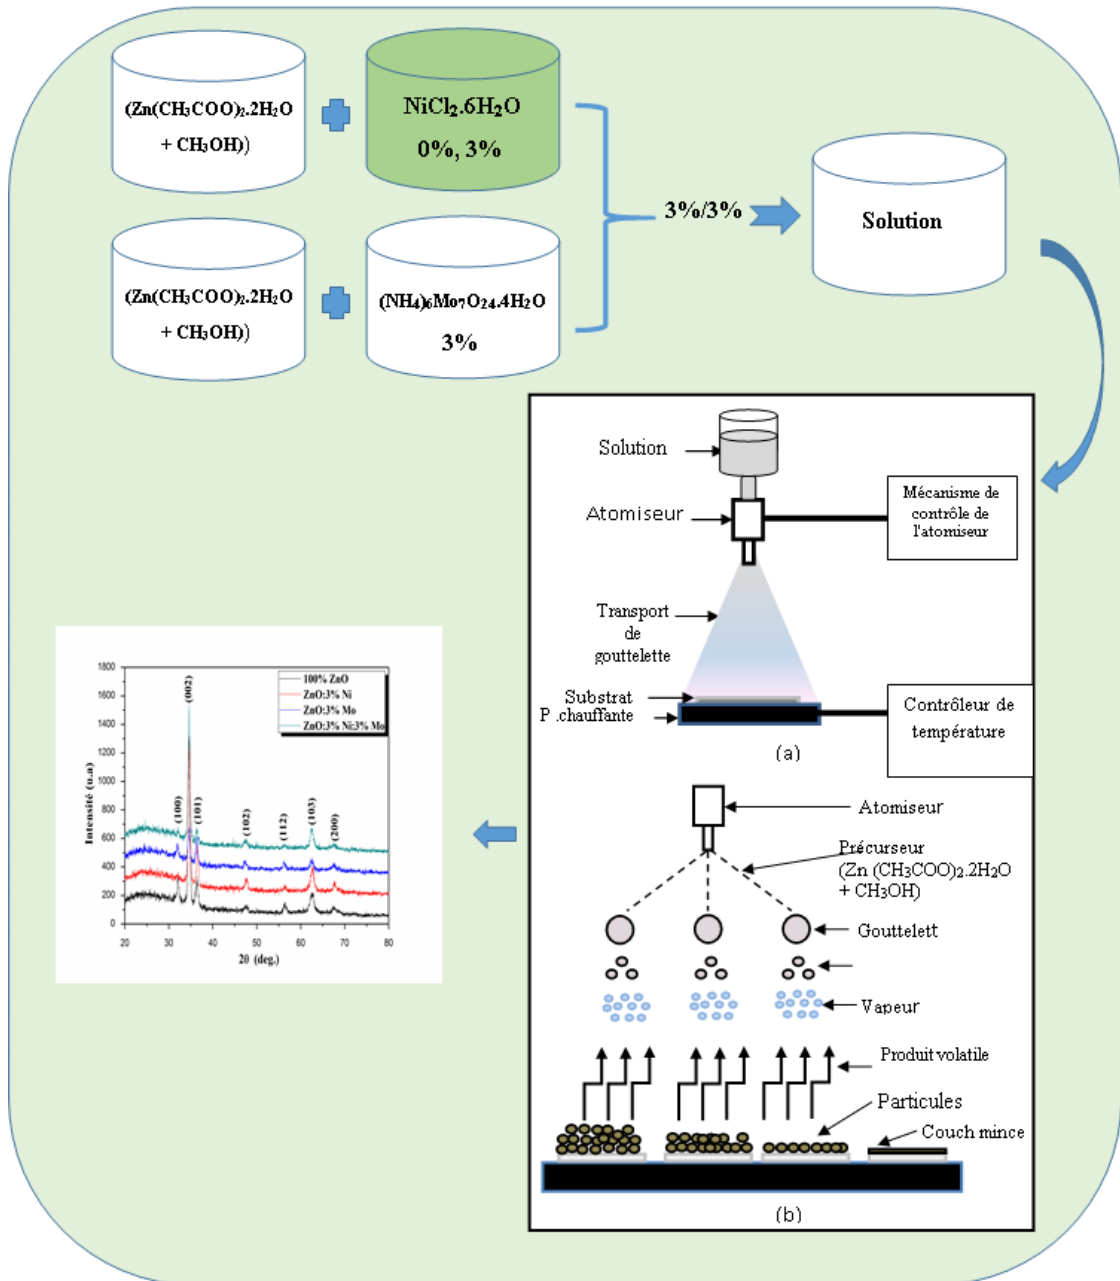 (Zn(CH₃COO)₂.2H₂O
+ CH₃OH))
NiCl₂.6H₂O
0%, 3%
(Zn(CH₃COO)₂.2H₂O
+ CH₃OH))
(NH₄)₆Mo₇O₂₄.4H₂O
3%
3%/3%
Solution
Solution
Atomiseur
Mécanisme de
contrôle de
l'atomiseur
Transport
de
gouttelette
Substrat
P .chauffante
Contrôleur de
température
(a)
Atomiseur
Précurseur
(Zn (CH₃COO)₂.2H₂O
+ CH₃OH)
Gouttelett
Vapeur
Produit volatile
Particules
Couch mince
(b)
Intensité (u.a)
1800
1600
1400
1200
1000
800
600
400
200
0
20
30
40
50
60
70
80
2θ (deg.)
(100)
(002)
(101)
(102)
(112)
(103)
(200)
100% ZnO
ZnO:3% Ni
ZnO:3% Mo
ZnO:3% Ni:3% Mo